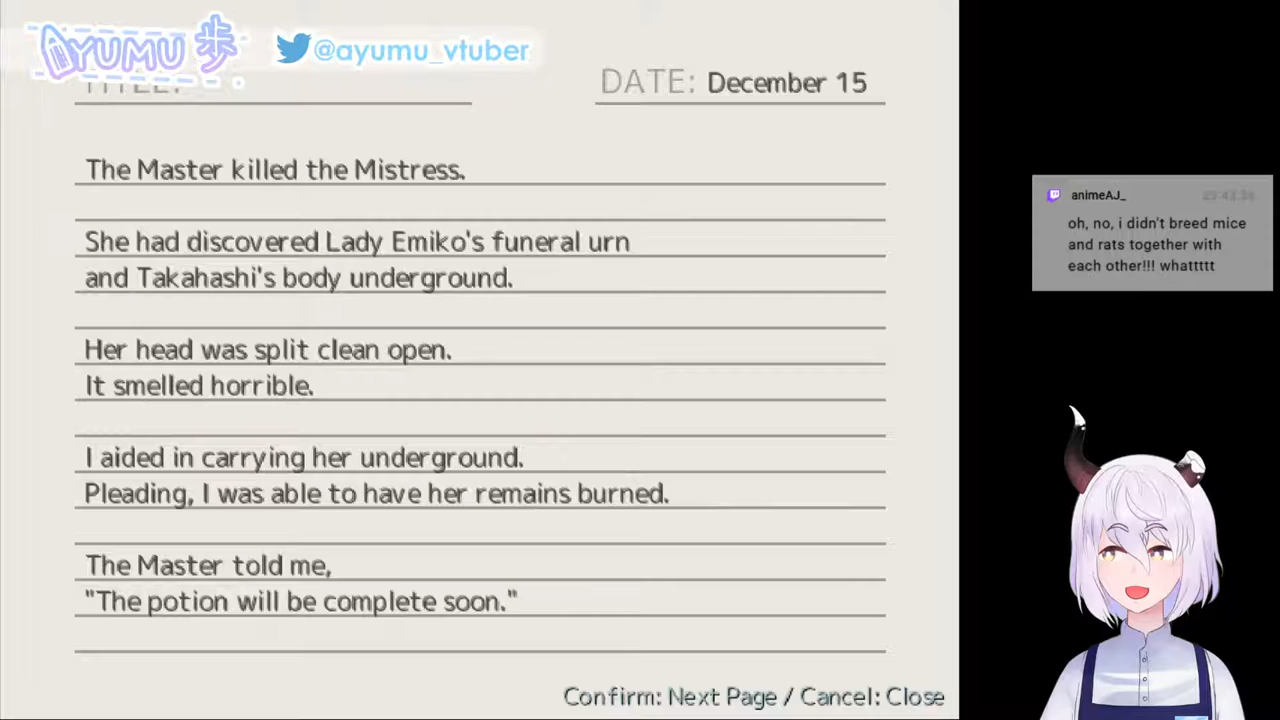 AYUMU 歩
@ayumu_vtuber
TITLE:
DATE: December 15
The Master killed the Mistress.
She had discovered Lady Emiko's funeral urn
and Takahashi's body underground.
Her head was split clean open.
It smelled horrible.
I aided in carrying her underground.
Pleading, I was able to have her remains burned.
The Master told me,
"The potion will be complete soon."
Confirm: Next Page / Cancel: Close
animeAJ_
oh, no, i didn't breed mice
and rats together with
each other!!! whattttt